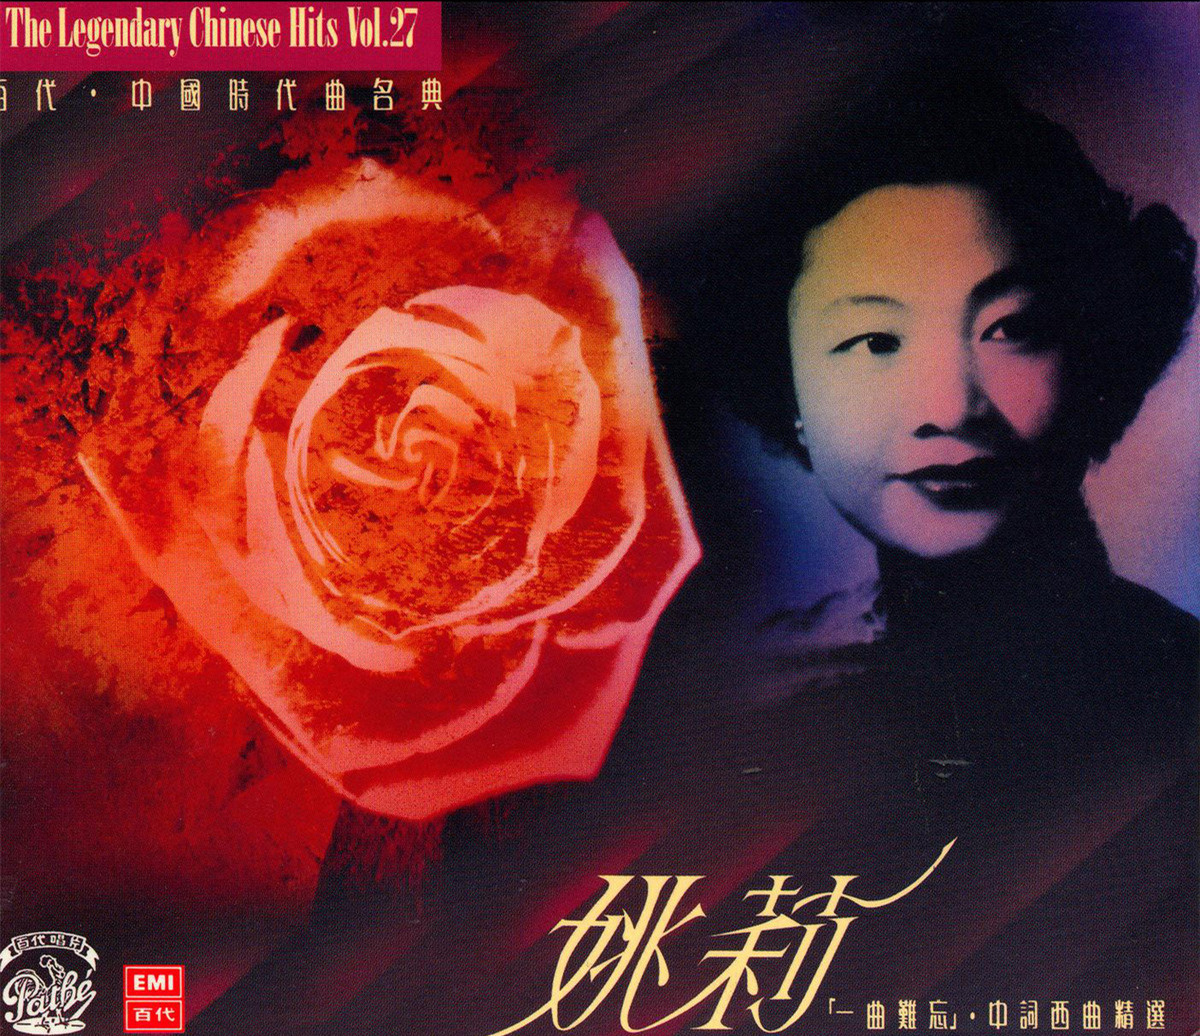 The Legendary Chinese Hits Vol.27
百代·中國時代曲名典
姚莉
「一曲難忘」·中詞西曲精選
百代唱片
Pathé
EMI
百代